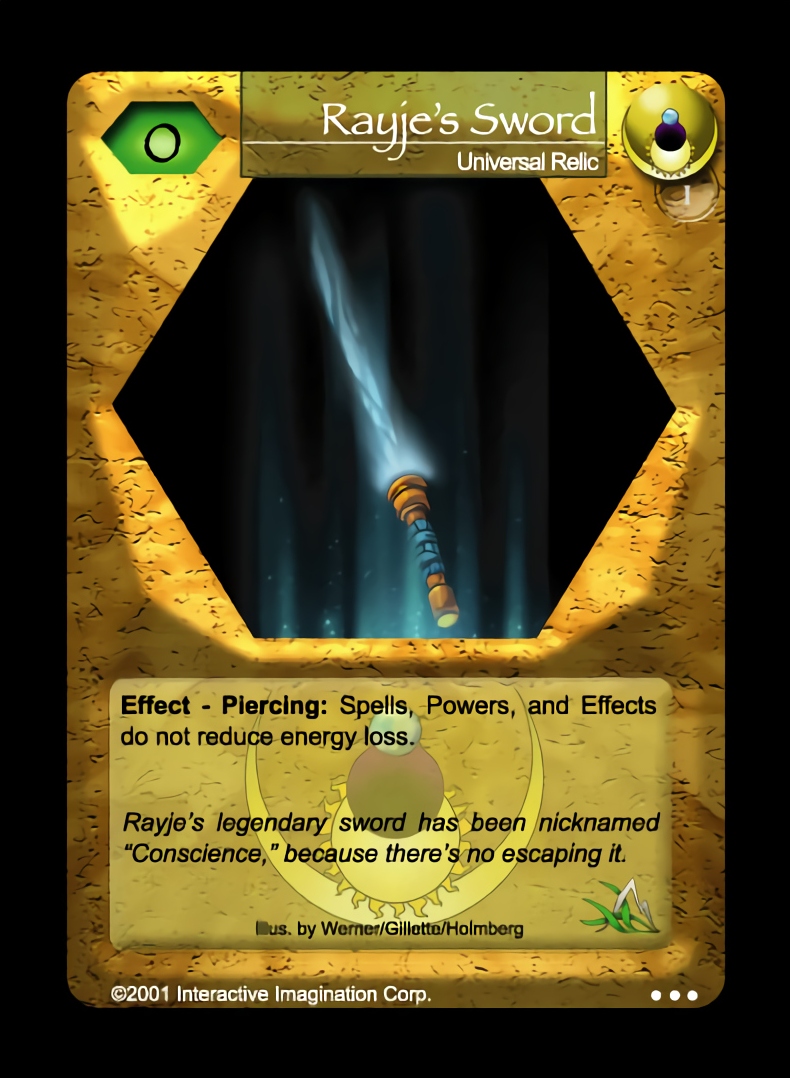 0
Rayje's Sword
Universal Relic
1
Effect - Piercing: Spells, Powers, and Effects
do not reduce energy loss.
Rayje's legendary sword has been nicknamed
“Conscience,” because there's no escaping it.
Illus. by Werner/Gillette/Holmberg
©2001 Interactive Imagination Corp.